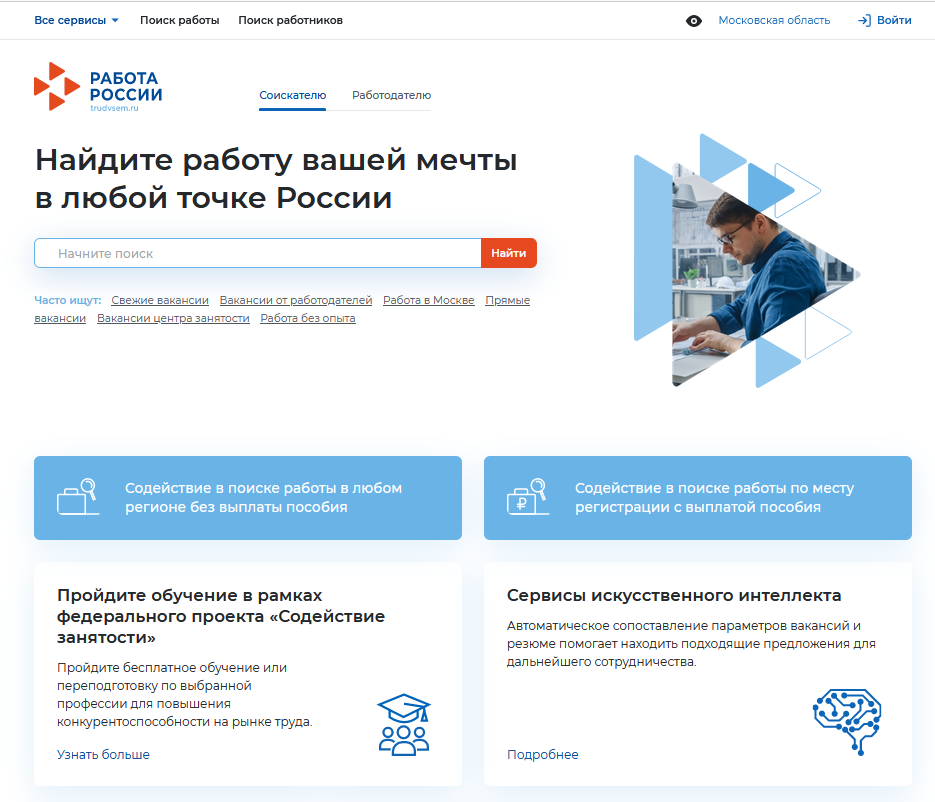 Все сервисы
Поиск работы
Поиск работников
Московская область
Войти
РАБОТА
РОССИИ
trudvsem.ru
Соискателю
Работодателю
Найдите работу вашей мечты
в любой точке России
Начните поиск
Найти
Часто ищут: Свежие вакансии Вакансии от работодателей Работа в Москве Прямые
вакансии Вакансии центра занятости Работа без опыта
Содействие в поиске работы в любом
регионе без выплаты пособия
Содействие в поиске работы по месту
регистрации с выплатой пособия
Пройдите обучение в рамках
федерального проекта «Содействие
занятости»
Пройдите бесплатное обучение или
переподготовку по выбранной
профессии для повышения
конкурентоспособности на рынке труда.
Узнать больше
Сервисы искусственного интеллекта
Автоматическое сопоставление параметров вакансий и
резюме помогает находить подходящие предложения для
дальнейшего сотрудничества.
Подробнее